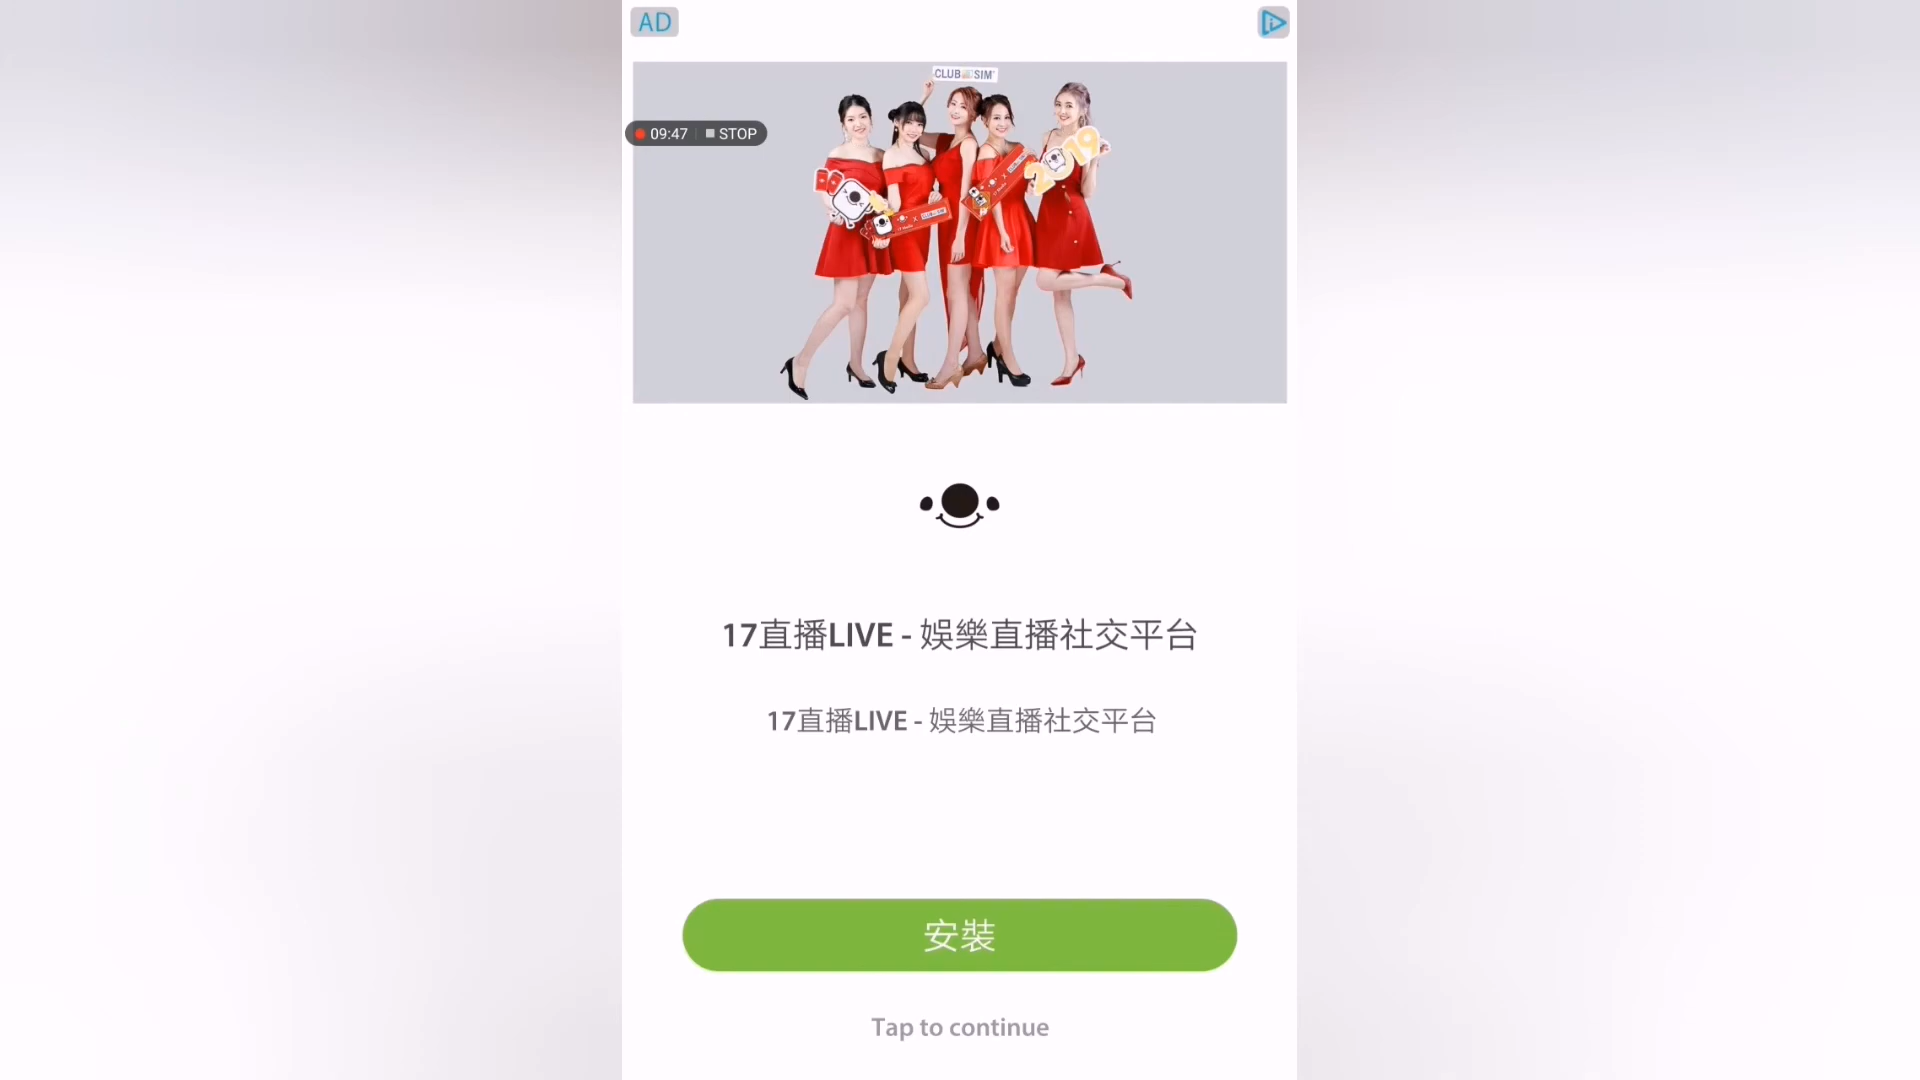 AD
CLUB SIM
09:47 STOP
2019
17直播LIVE - 娛樂直播社交平台
17直播LIVE - 娛樂直播社交平台
安裝
Tap to continue